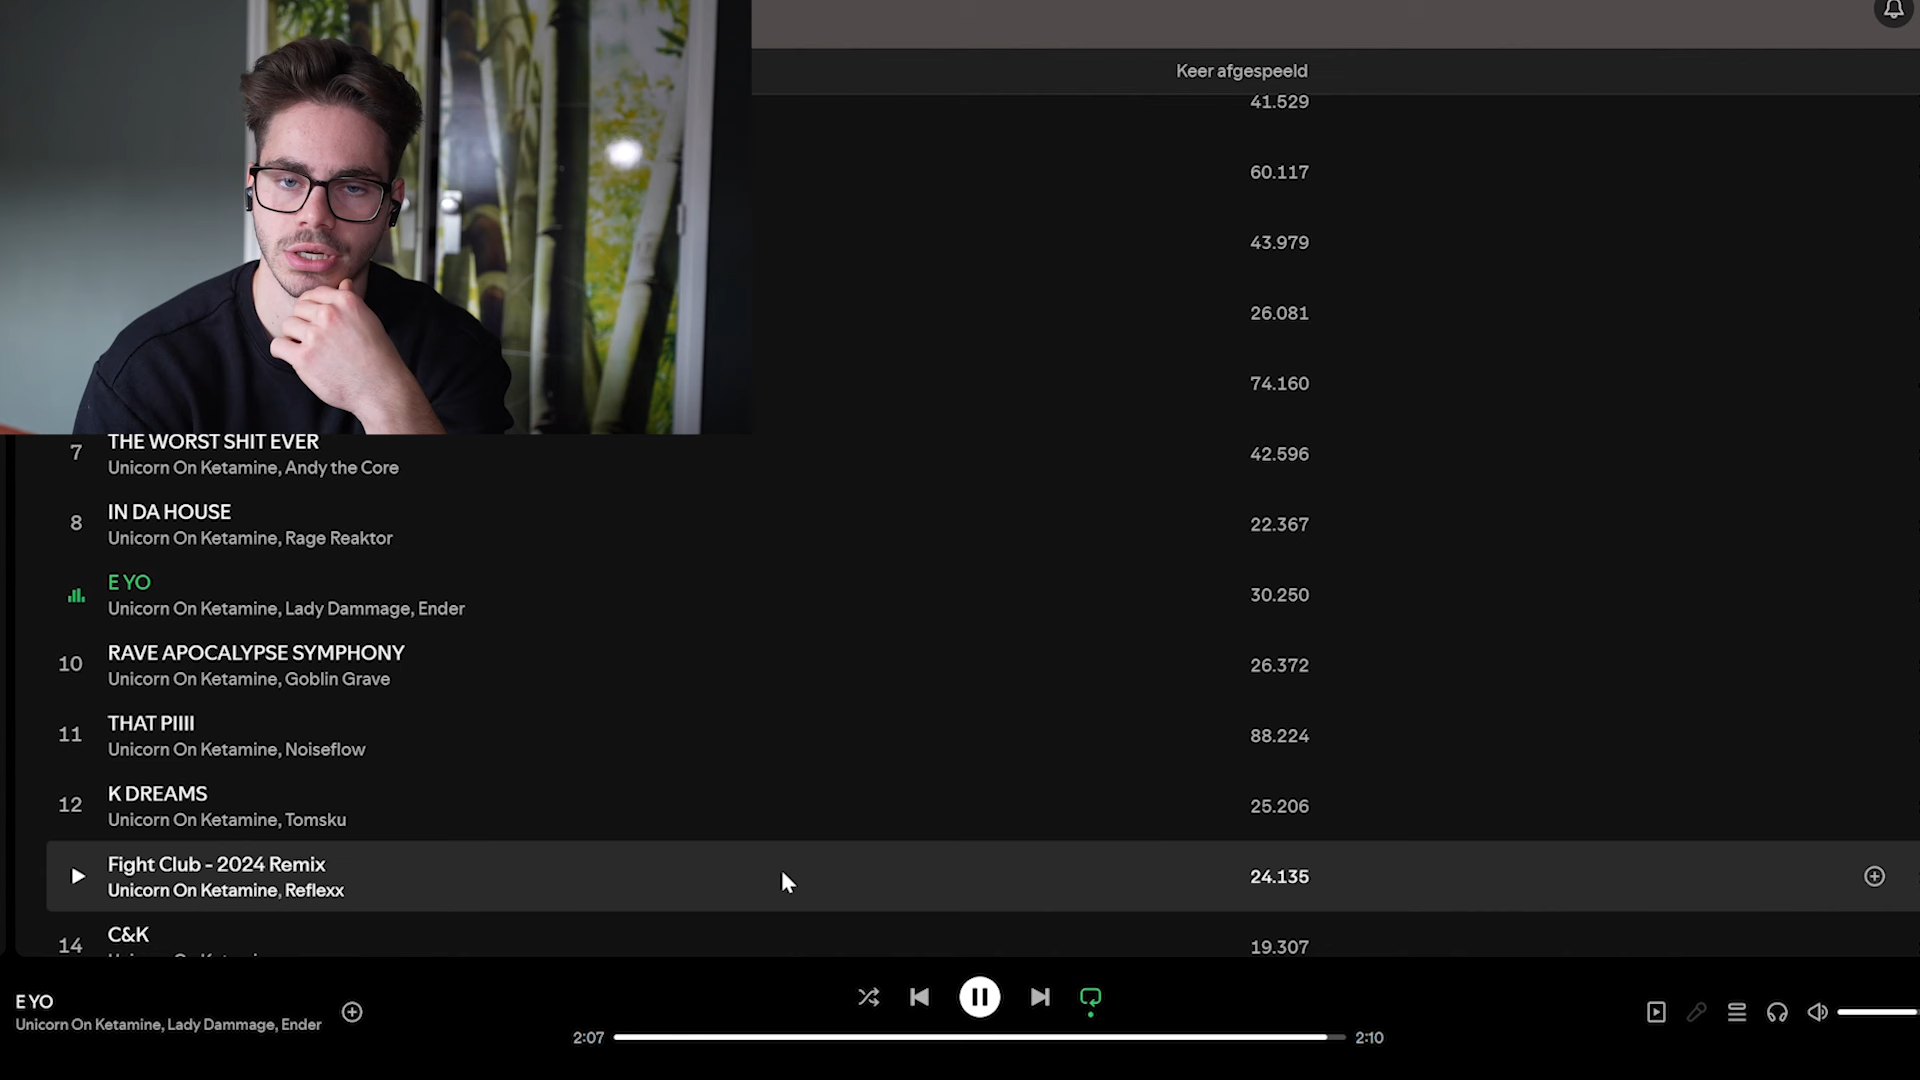 Keer afgespeeld
41.529
60.117
43.979
26.081
74.160
7
THE WORST SHIT EVER
Unicorn On Ketamine, Andy the Core
42.596
8
IN DA HOUSE
Unicorn On Ketamine, Rage Reaktor
22.367
E YO
Unicorn On Ketamine, Lady Dammage, Ender
30.250
10
RAVE APOCALYPSE SYMPHONY
Unicorn On Ketamine, Goblin Grave
26.372
11
THAT PIIII
Unicorn On Ketamine, Noiseflow
88.224
12
K DREAMS
Unicorn On Ketamine, Tomsku
25.206
Fight Club - 2024 Remix
Unicorn On Ketamine, Reflexx
24.135
14
C&K
19.307
E YO
Unicorn On Ketamine, Lady Dammage, Ender
2:07
2:10